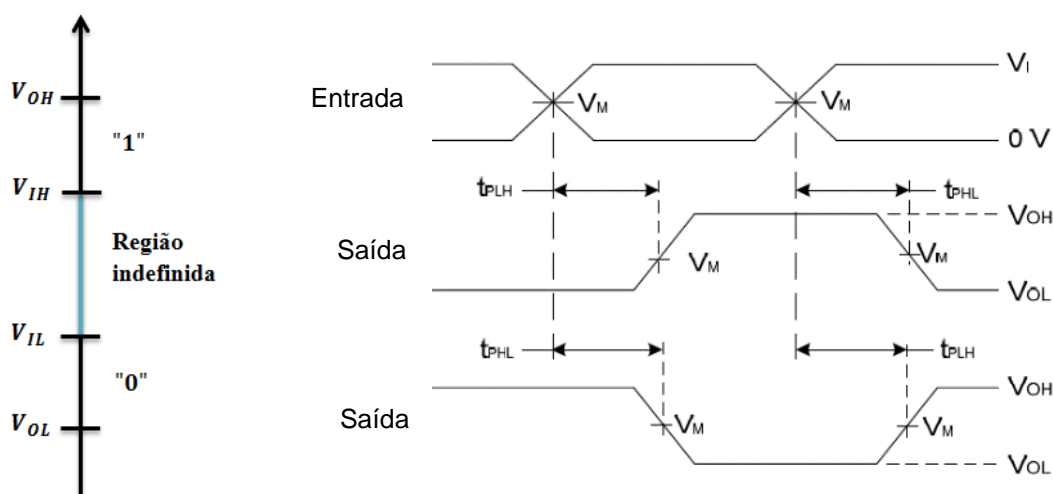 V_OH
"1"
V_IH
Região
indefinida
V_IL
"0"
V_OL
Entrada
V_M
V_M
V_I
0 V
t_PLH
t_PHL
Saída
V_M
V_M
V_OH
V_OL
t_PHL
t_PLH
Saída
V_M
V_M
V_OH
V_OL